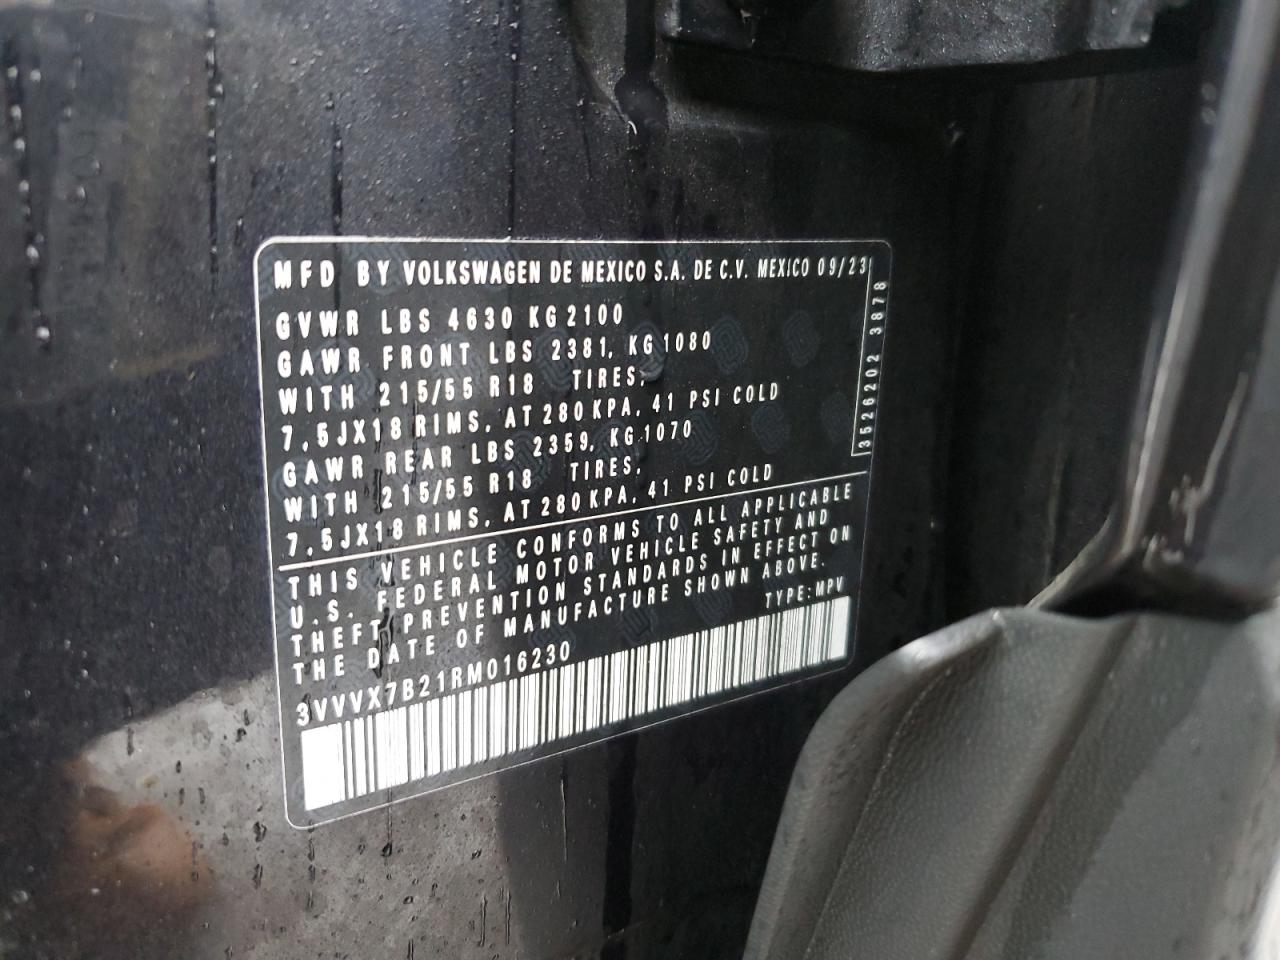 MFD BY VOLKSWAGEN DE MEXICO S.A. DE C.V. MEXICO 09/23
GVWR LBS 4630 KG 2100
GAWR FRONT LBS 2381, KG 1080
WITH 215/55 R18 TIRES,
7,5JX18 RIMS, AT 280 KPA, 41 PSI COLD
GAWR REAR LBS 2359, KG 1070
WITH 215/55 R18 TIRES,
7,5JX18 RIMS, AT 280 KPA, 41 PSI COLD
3526202 3878
THIS VEHICLE CONFORMS TO ALL APPLICABLE
U.S. FEDERAL MOTOR VEHICLE SAFETY AND
THEFT PREVENTION STANDARDS IN EFFECT ON
THE DATE OF MANUFACTURE SHOWN ABOVE.
TYPE:MPV
3VVVX7B21RM016230